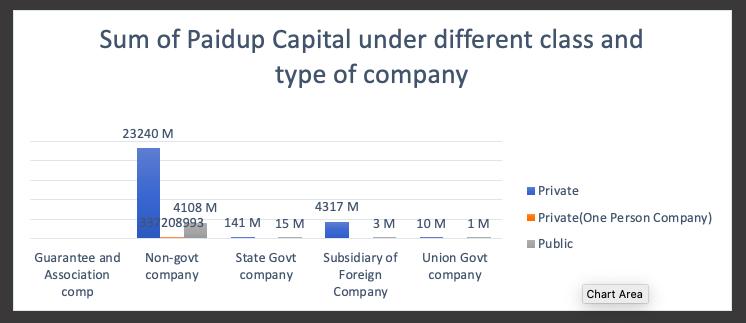 Sum of Paidup Capital under different class and
type of company
23240 M
4108 M
332208993
141 M
15 M
4317 M
3 M
10 M
1 M
Guarantee and
Association
comp
Non-govt
company
State Govt
company
Subsidiary of
Foreign
Company
Union Govt
company
Private
Private(One Person Company)
Public
Chart Area